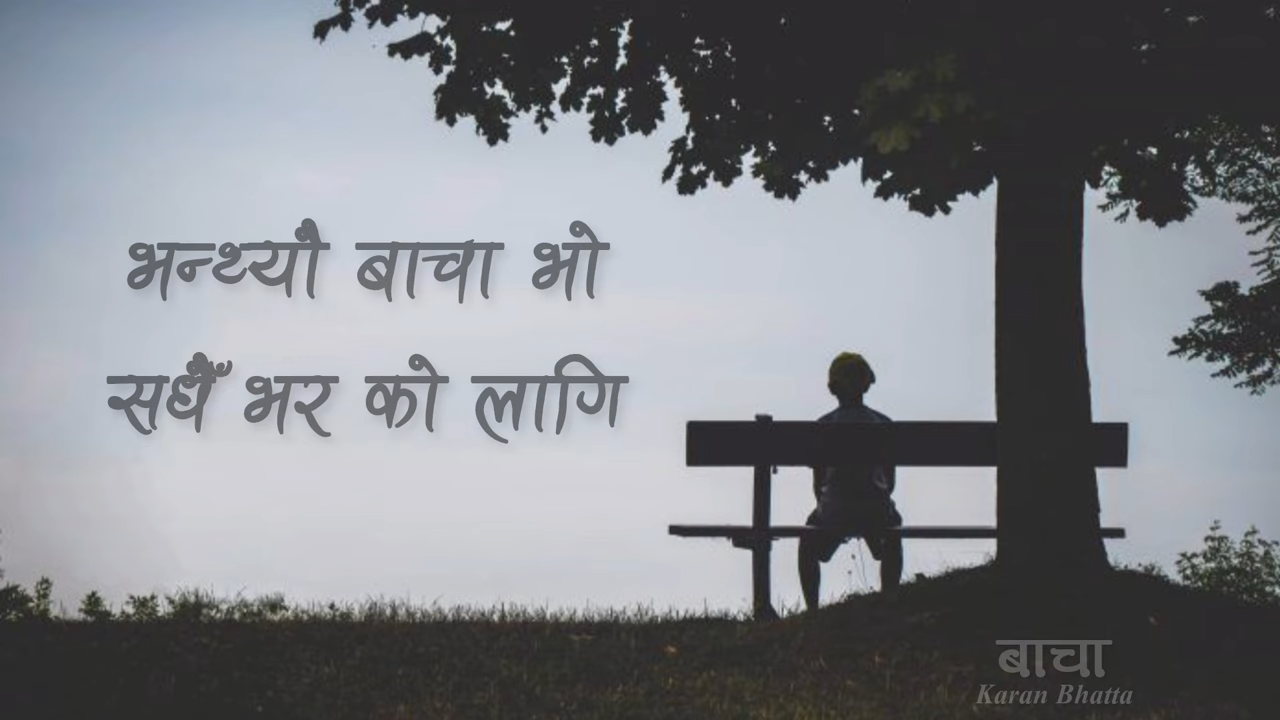 भन्थ्यौ बाचा भो
सधैँ भर को लागि
बाचा
Karan Bhatta